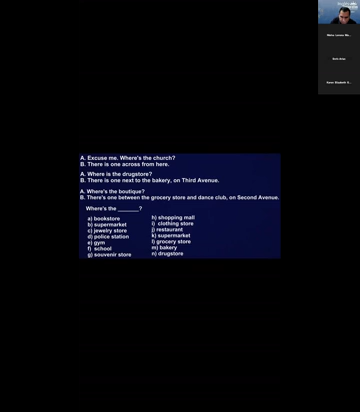 A. Excuse me. Where's the church?
B. There is one across from here.
A. Where is the drugstore?
B. There is one next to the bakery, on Third Avenue.
A. Where's the boutique?
B. There's one between the grocery store and dance club, on Second Avenue.
Where's the _______?
a) bookstore
b) supermarket
c) jewelry store
d) police station
e) gym
f) school
g) souvenir store
h) shopping mall
i) clothing store
j) restaurant
k) supermarket
l) grocery store
m) bakery
n) drugstore